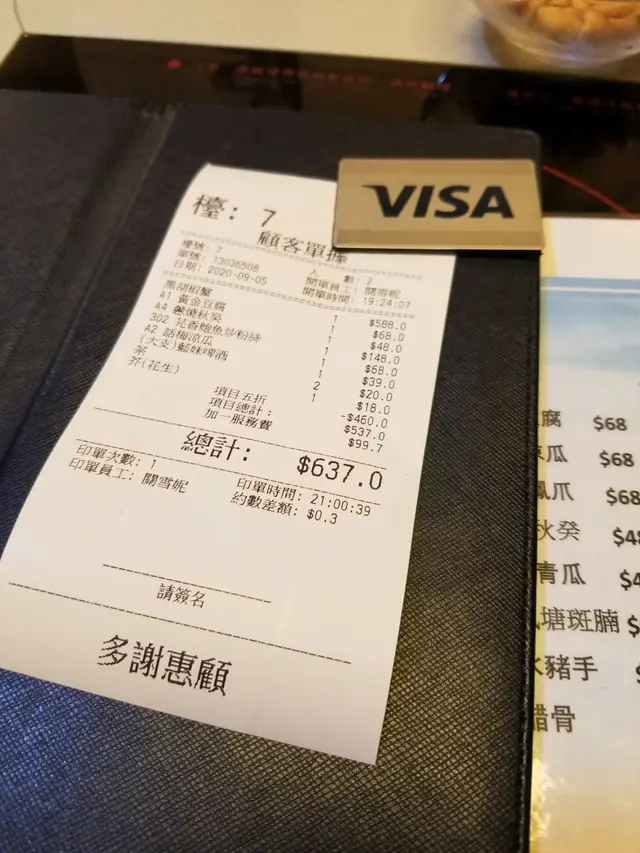 VISA
檯: 7
顧客單據
檯號: 7
人 數: 2
單號: 13036508
開單員工: 關雪妮
日期: 2020-09-05
開單時間: 19:24:07
黑胡椒蟹 1 $588.0
A1 黃金豆腐 1 $68.0
A4 1 $48.0
302 芫香鮑魚炒粉絲 1 $148.0
A2 話梅涼瓜 1 $68.0
(大支)藍妹啤酒 1 $39.0
茶 2 $20.0
芥(花生) 1 $18.0
項目五折 -$460.0
項目總計: $537.0
加一服務費 $99.7
總計: $637.0
印單次數: 1
印單時間: 21:00:39
印單員工: 關雪妮
約數差額: $0.3
請簽名
多謝惠顧
腐 $68
瓜 $68
爪 $68
秋葵 $48
青瓜
塘斑腩 $
豬手
腊骨